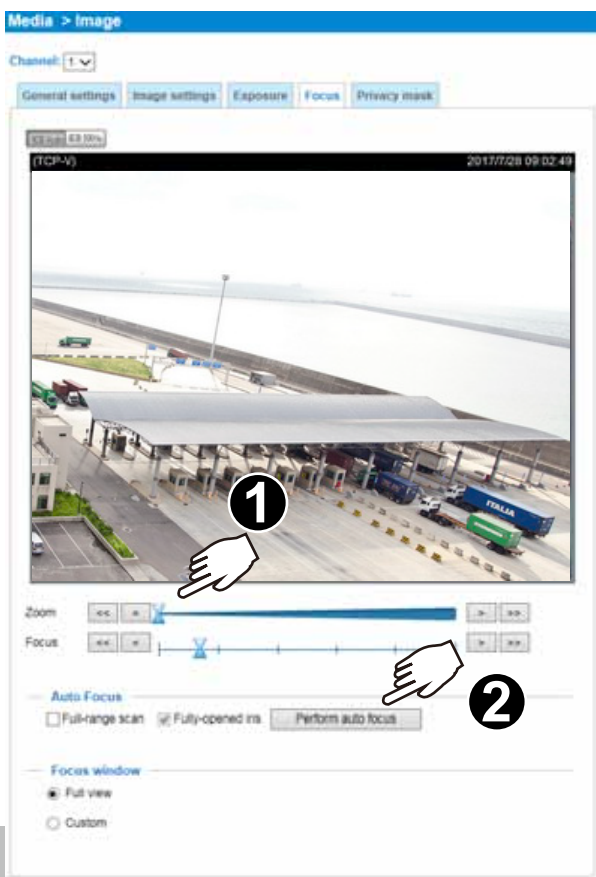 Media > Image
Channel: 1
General settings Image settings Exposure Focus Privacy mask
(TCP-V) 2017/7/28 09:02:49
ITALIA
1
Zoom << < > >>
Focus << < > >>
2
Auto Focus
Full-range scan Fully-opened iris Perform auto focus
Focus window
Full view
Custom